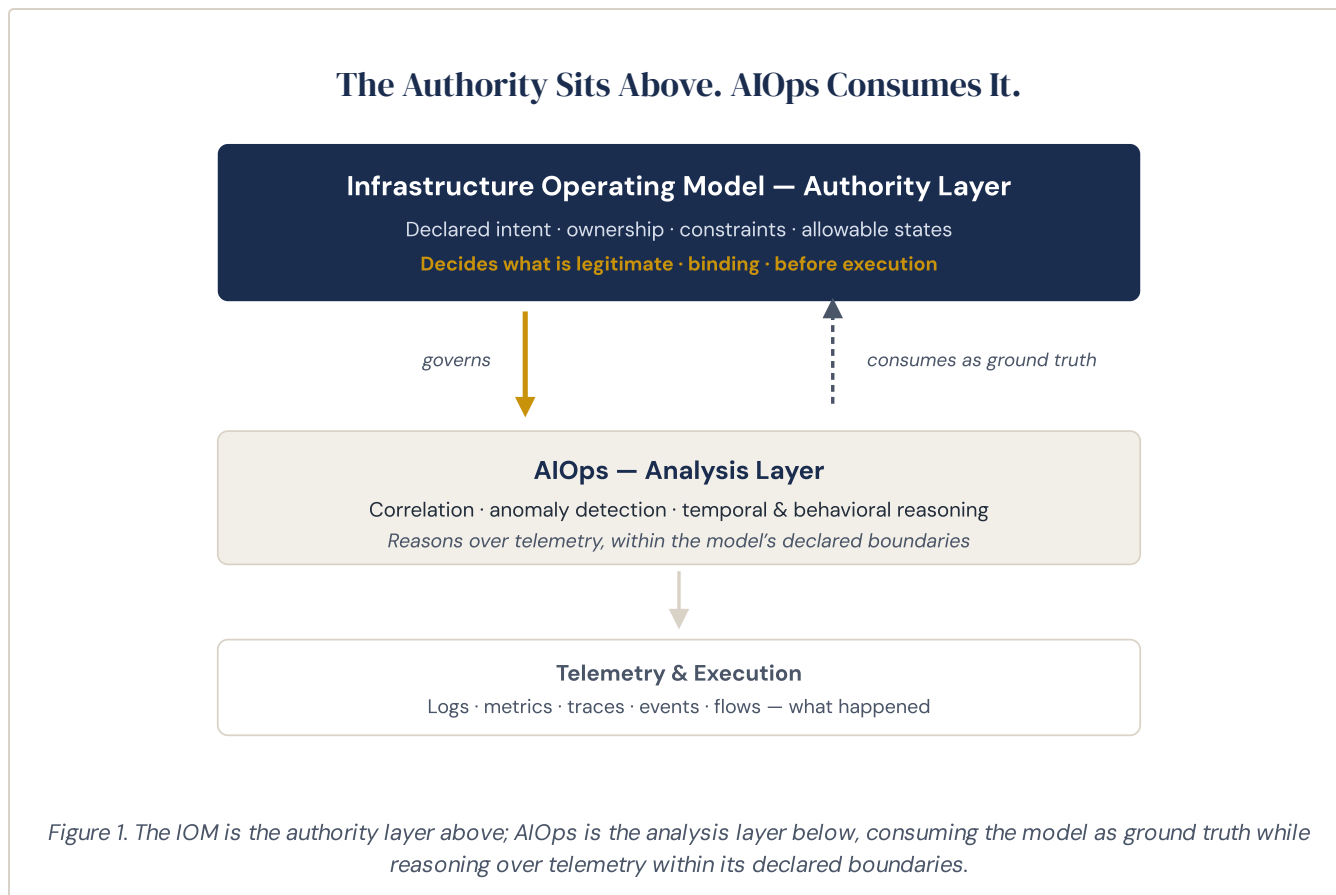 The Authority Sits Above. AIOps Consumes It.
Infrastructure Operating Model — Authority Layer
Declared intent · ownership · constraints · allowable states
Decides what is legitimate · binding · before execution
governs
consumes as ground truth
AIOps — Analysis Layer
Correlation · anomaly detection · temporal & behavioral reasoning
Reasons over telemetry, within the model’s declared boundaries
Telemetry & Execution
Logs · metrics · traces · events · flows — what happened
Figure 1. The IOM is the authority layer above; AIOps is the analysis layer below, consuming the model as ground truth while
reasoning over telemetry within its declared boundaries.